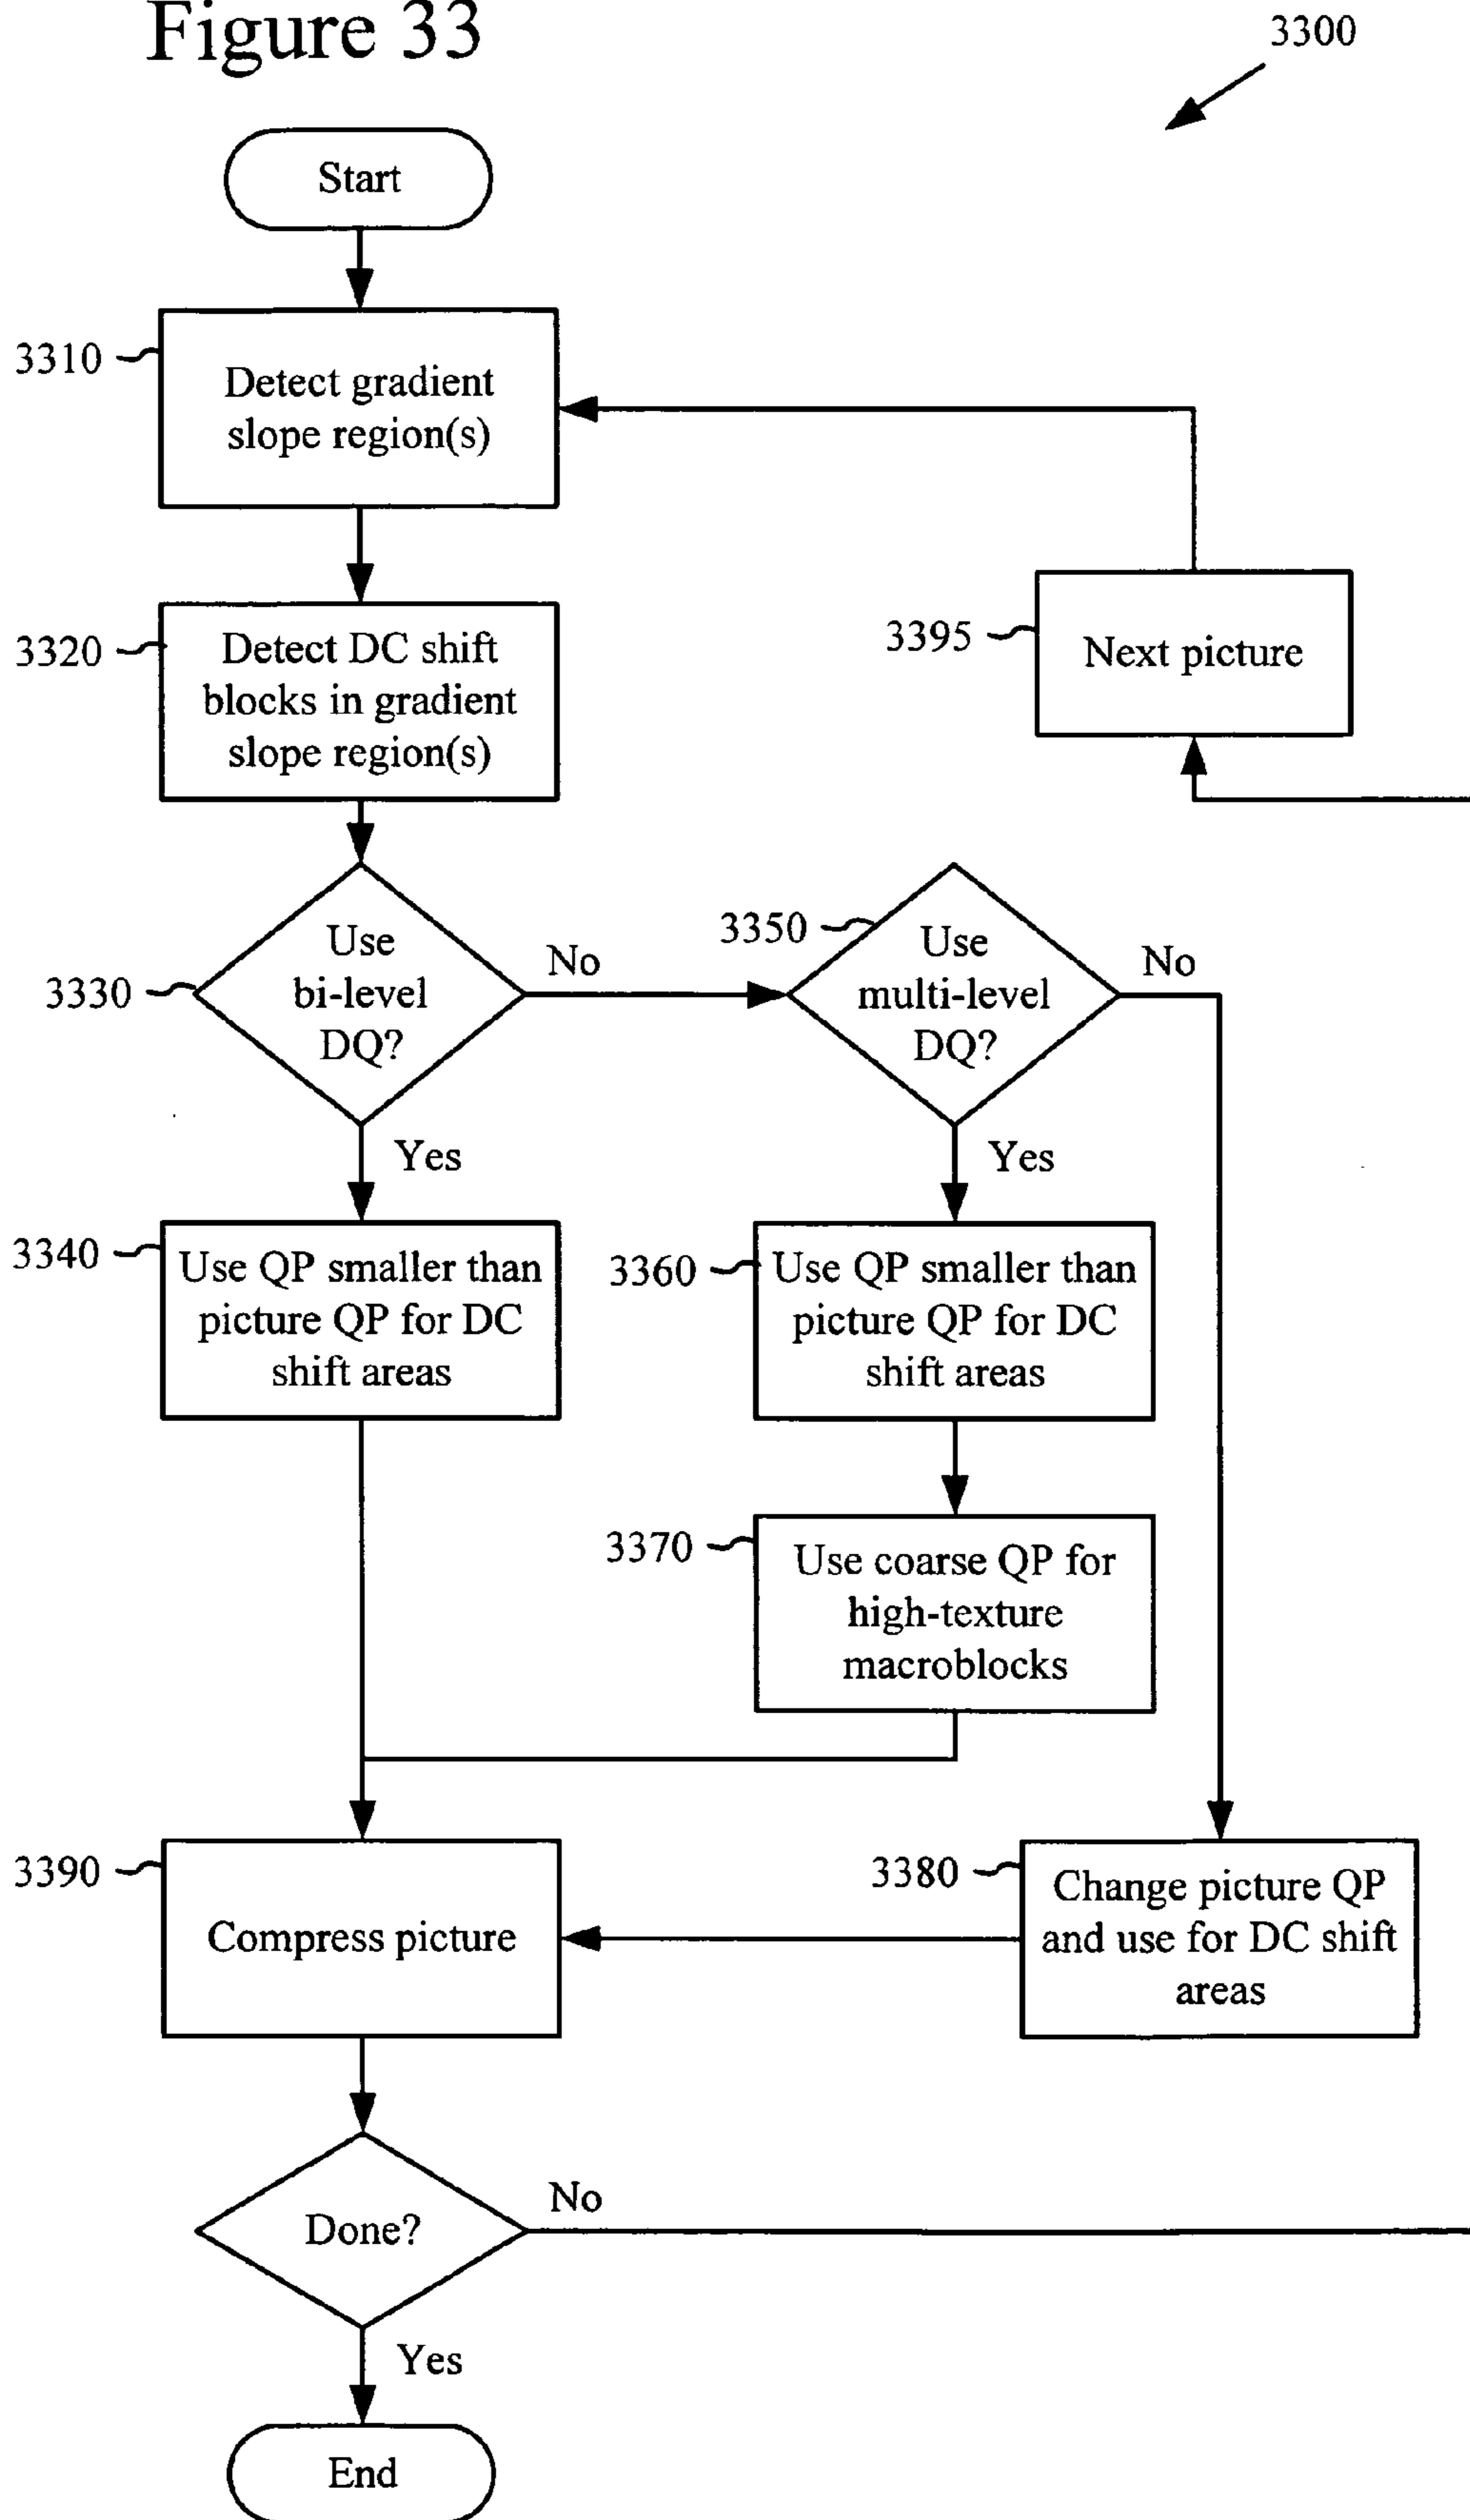 Figure 33
3300
Start
3310
Detect gradient
slope region(s)
3320
Detect DC shift
blocks in gradient
slope region(s)
3395
Next picture
3330
Use
bi-level
DQ?
No
3350
Use
multi-level
DQ?
No
Yes
Yes
3340
Use QP smaller than
picture QP for DC
shift areas
3360
Use QP smaller than
picture QP for DC
shift areas
3370
Use coarse QP for
high-texture
macroblocks
3390
Compress picture
3380
Change picture QP
and use for DC shift
areas
Done?
No
Yes
End